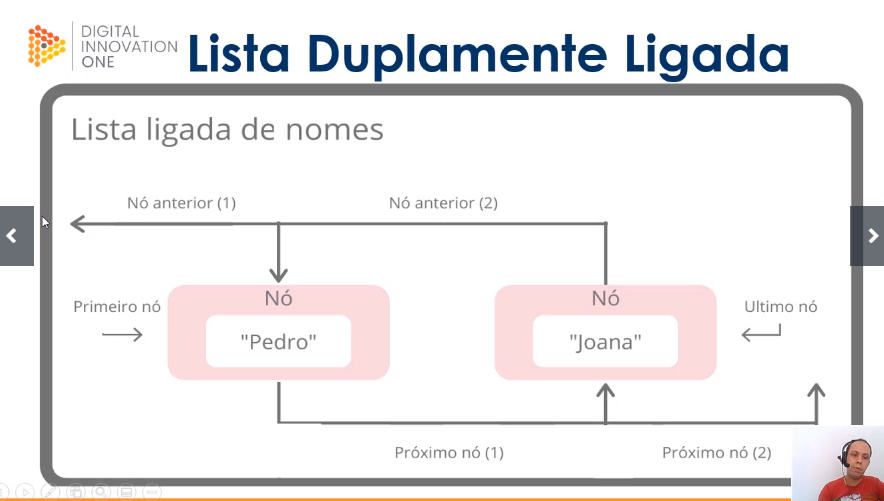 DIGITAL
INNOVATION
ONE
Lista Duplamente Ligada
Lista ligada de nomes
Nó anterior (1)
Nó anterior (2)
Primeiro nó
Nó
"Pedro"
Nó
"Joana"
Ultimo nó
Próximo nó (1)
Próximo nó (2)